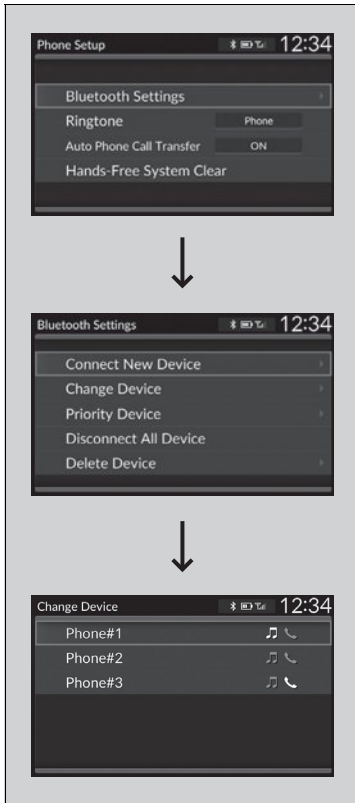 Phone Setup 12:34
Bluetooth Settings
Ringtone Phone
Auto Phone Call Transfer ON
Hands-Free System Clear
Bluetooth Settings 12:34
Connect New Device
Change Device
Priority Device
Disconnect All Device
Delete Device
Change Device 12:34
Phone#1
Phone#2
Phone#3